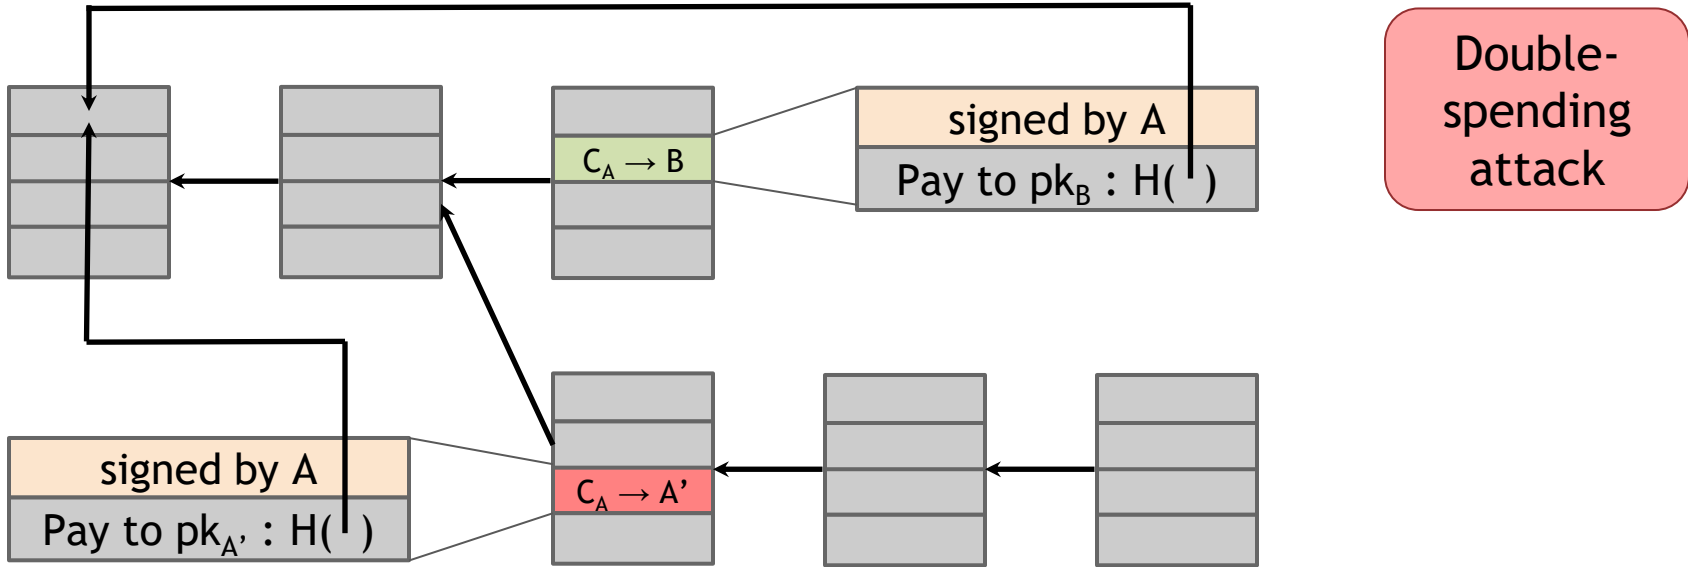 Double-
spending
attack
signed by A
C_A → B
Pay to pk_B : H( )
signed by A
C_A → A’
Pay to pk_A’ : H( )